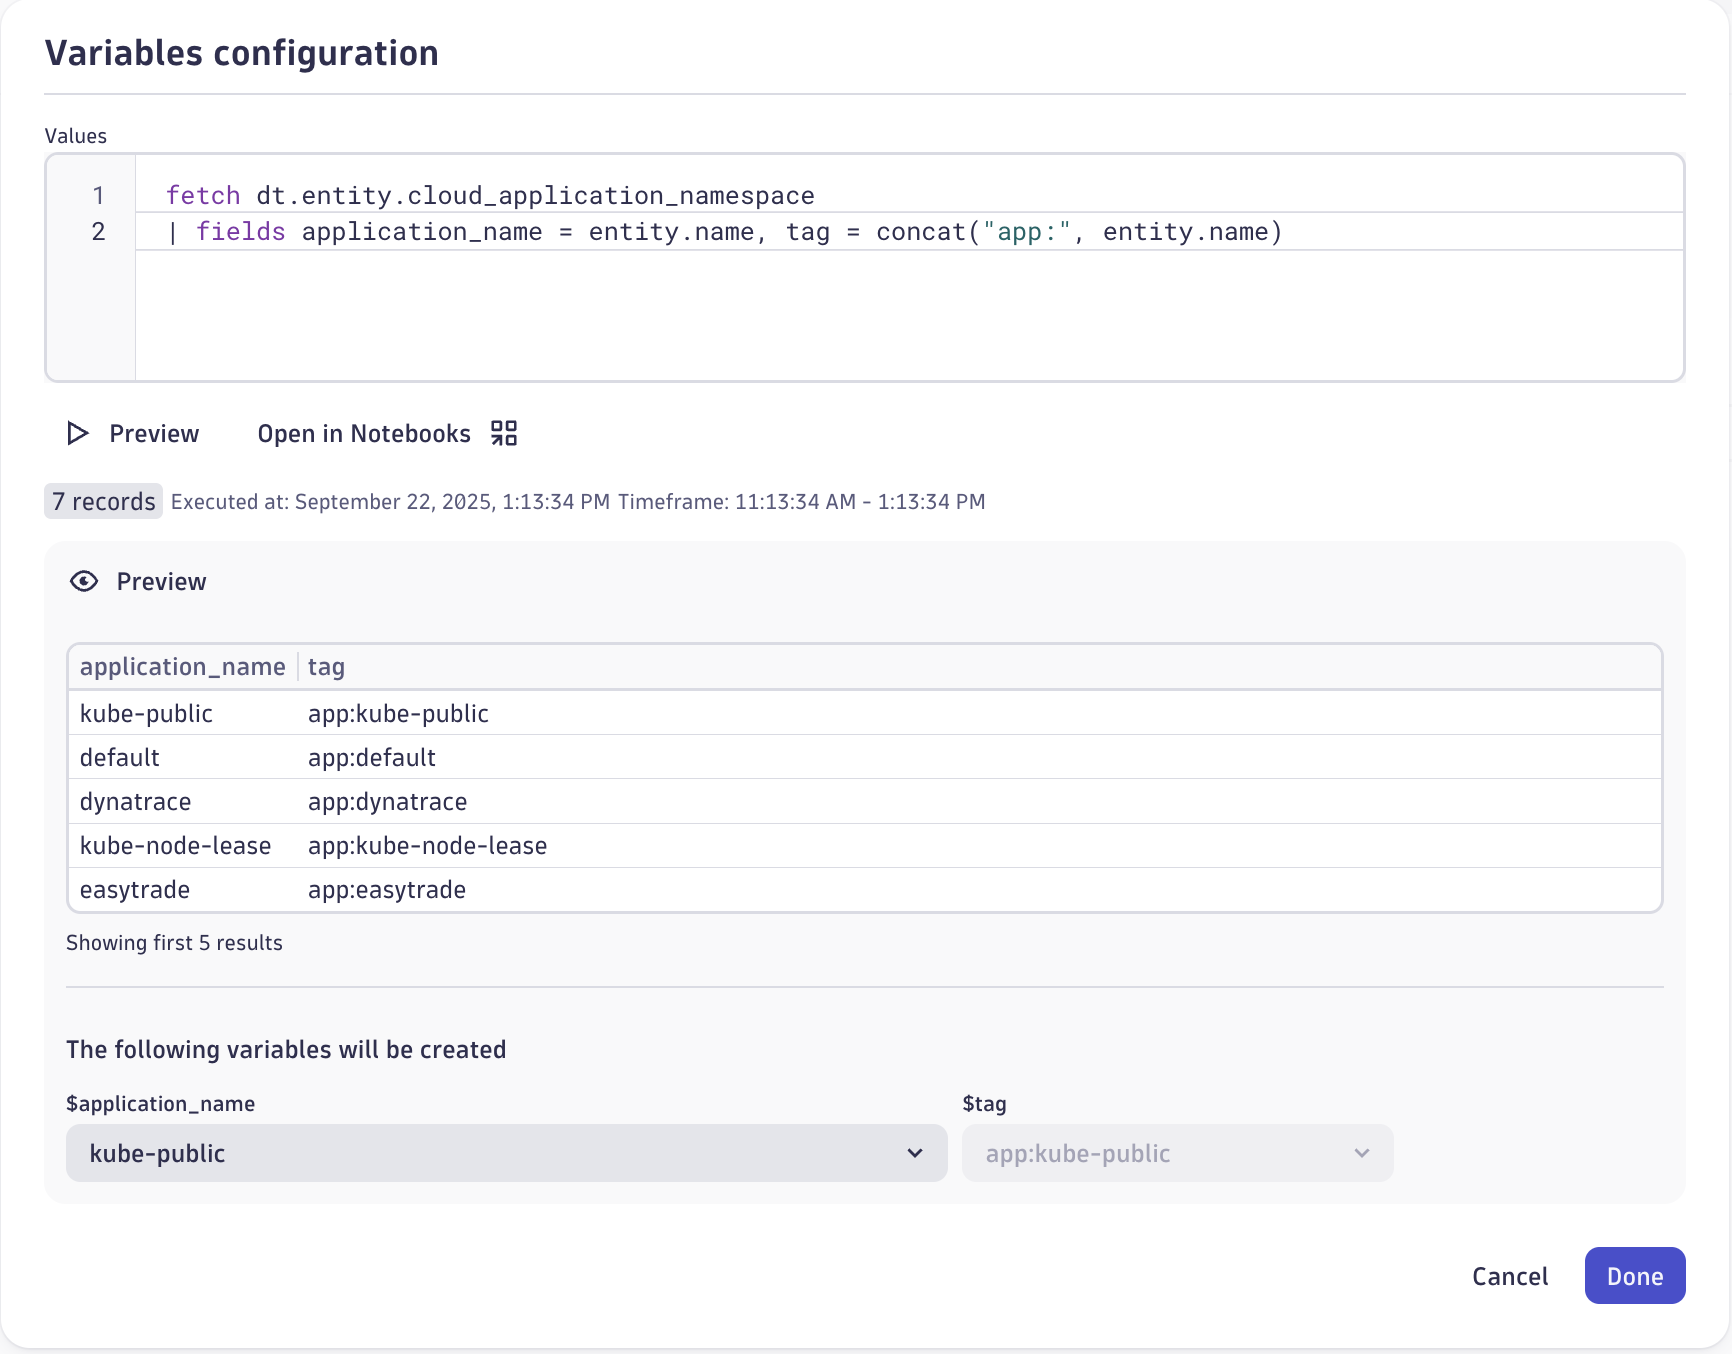 Variables configuration
Values
1 fetch dt.entity.cloud_application_namespace
2 | fields application_name = entity.name, tag = concat("app:", entity.name)
Preview Open in Notebooks
7 records Executed at: September 22, 2025, 1:13:34 PM Timeframe: 11:13:34 AM - 1:13:34 PM
Preview
application_name tag
kube-public app:kube-public
default app:default
dynatrace app:dynatrace
kube-node-lease app:kube-node-lease
easytrade app:easytrade
Showing first 5 results
The following variables will be created
$application_name $tag
kube-public app:kube-public
Cancel Done